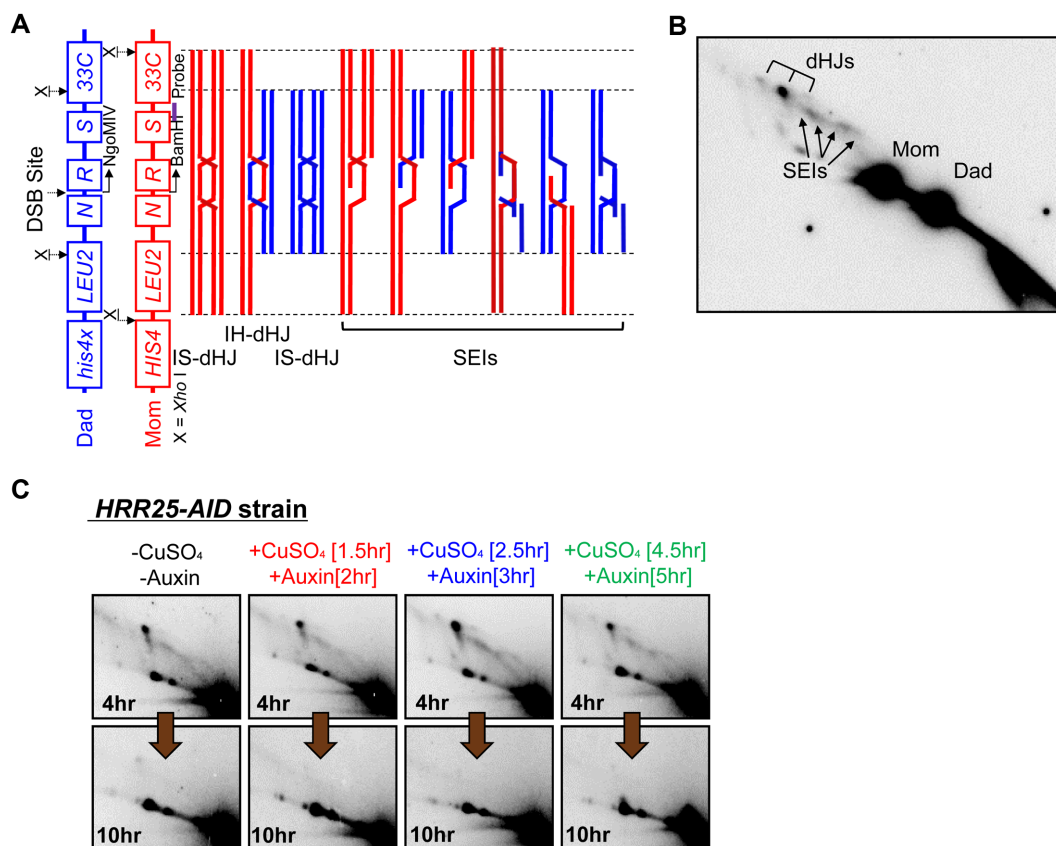 A
X
33C
S
NgoMIV
R
DSB Site
N
X
LEU2
his4x
Dad
X
33C
Probe
S
BamHI
R
N
LEU2
X
HIS4
Mom
X = Xho I
IS-dHJ
IH-dHJ
IS-dHJ
SEIs
B
dHJs
SEIs
Mom
Dad
C
HRR25-AID strain
-CuSO₄
-Auxin
+CuSO₄ [1.5hr]
+Auxin[2hr]
+CuSO₄ [2.5hr]
+Auxin[3hr]
+CuSO₄ [4.5hr]
+Auxin[5hr]
4hr
4hr
4hr
4hr
10hr
10hr
10hr
10hr